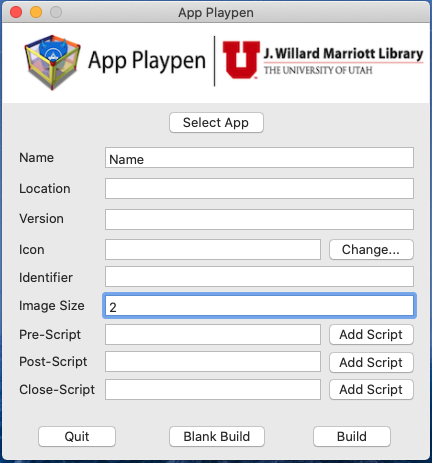 App Playpen
App Playpen
J. Willard Marriott Library
THE UNIVERSITY OF UTAH
Select App
Name Name
Location
Version
Icon Change...
Identifier
Image Size 2
Pre-Script Add Script
Post-Script Add Script
Close-Script Add Script
Quit Blank Build Build